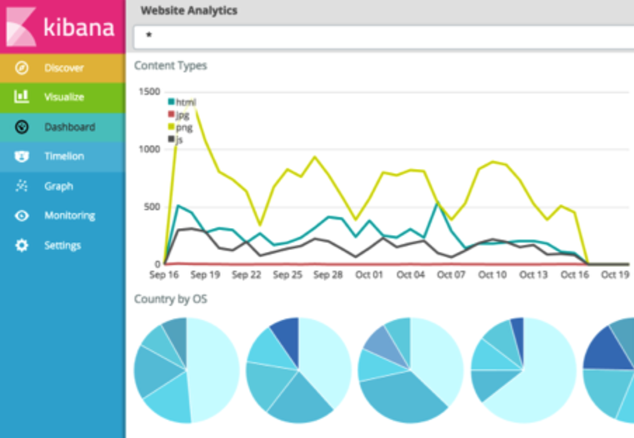 kibana
Discover
Visualize
Dashboard
Timelion
Graph
Monitoring
Settings
Website Analytics
*
Content Types
1500
1000
500
0
html
jpg
png
js
Sep 16 Sep 19 Sep 22 Sep 25 Sep 28 Oct 01 Oct 04 Oct 07 Oct 10 Oct 13 Oct 16 Oct 19
Country by OS